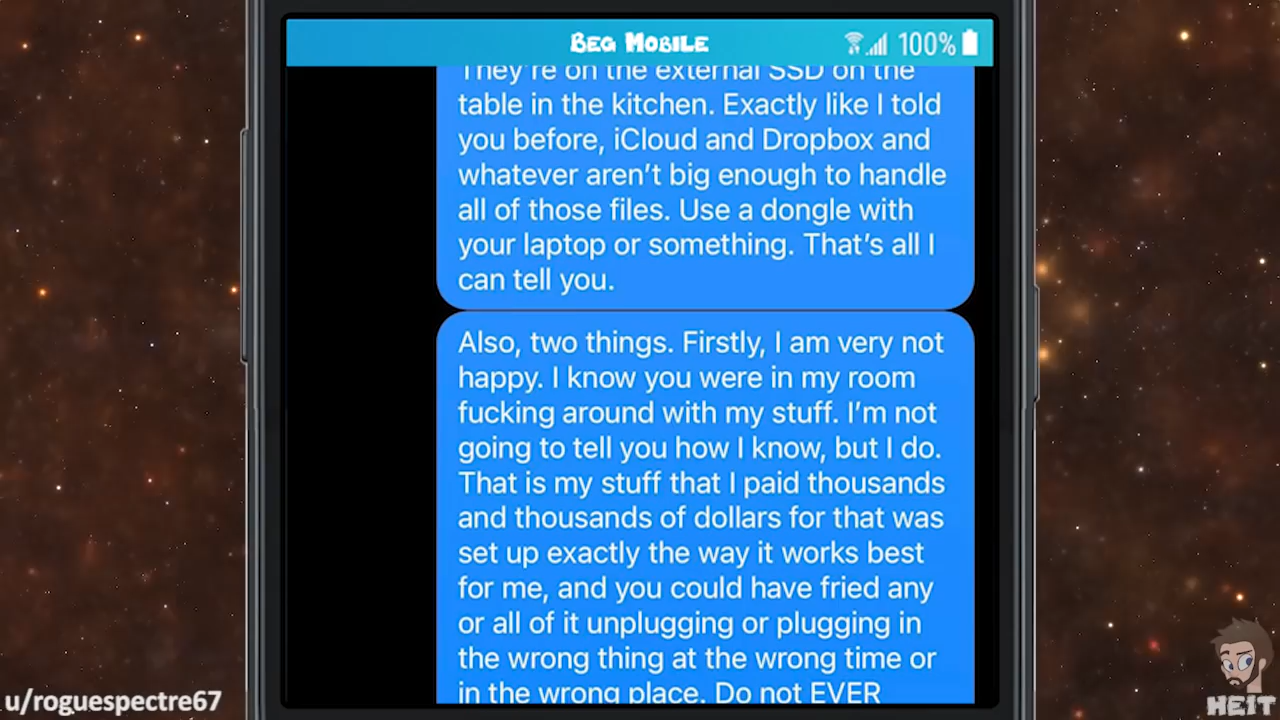 BEG MOBILE
100%
They're on the external SSD on the
table in the kitchen. Exactly like I told
you before, iCloud and Dropbox and
whatever aren't big enough to handle
all of those files. Use a dongle with
your laptop or something. That's all I
can tell you.
Also, two things. Firstly, I am very not
happy. I know you were in my room
fucking around with my stuff. I'm not
going to tell you how I know, but I do.
That is my stuff that I paid thousands
and thousands of dollars for that was
set up exactly the way it works best
for me, and you could have fried any
or all of it unplugging or plugging in
the wrong thing at the wrong time or
in the wrong place. Do not EVER
u/roguespectre67
HEIT